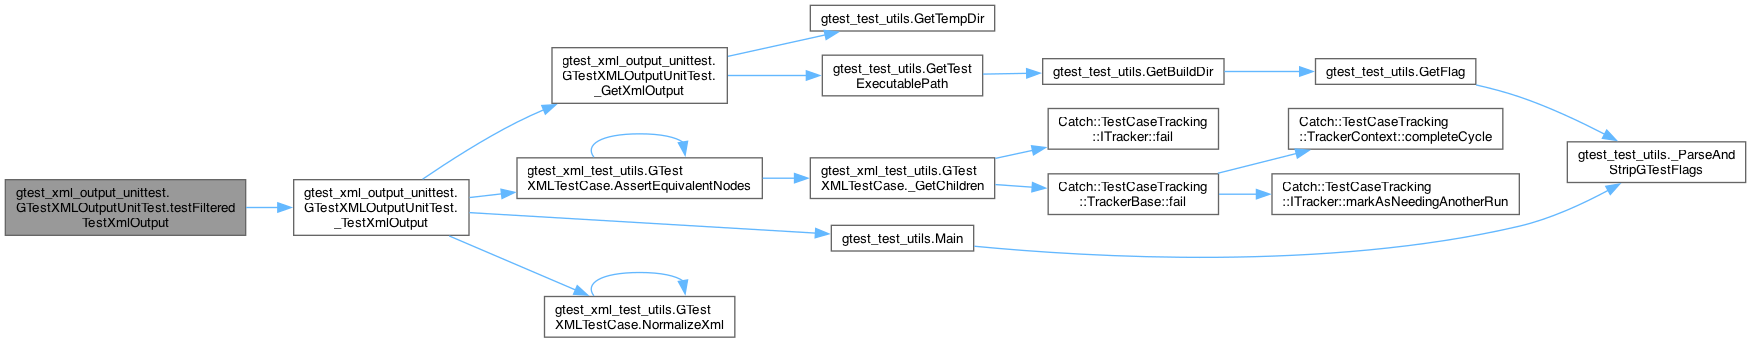 gtest_xml_output_unittest.
GTestXMLOutputUnitTest.testFiltered
TestXmlOutput
gtest_xml_output_unittest.
GTestXMLOutputUnitTest.
_TestXmlOutput
gtest_xml_output_unittest.
GTestXMLOutputUnitTest.
_GetXmlOutput
gtest_test_utils.GetTempDir
gtest_test_utils.GetTest
ExecutablePath
gtest_test_utils.GetBuildDir
gtest_test_utils.GetFlag
gtest_test_utils._ParseAnd
StripGTestFlags
gtest_xml_test_utils.GTest
XMLTestCase.AssertEquivalentNodes
gtest_xml_test_utils.GTest
XMLTestCase._GetChildren
Catch::TestCaseTracking
::ITracker::fail
Catch::TestCaseTracking
::TrackerBase::fail
Catch::TestCaseTracking
::TrackerContext::completeCycle
Catch::TestCaseTracking
::ITracker::markAsNeedingAnotherRun
gtest_test_utils.Main
gtest_xml_test_utils.GTest
XMLTestCase.NormalizeXml